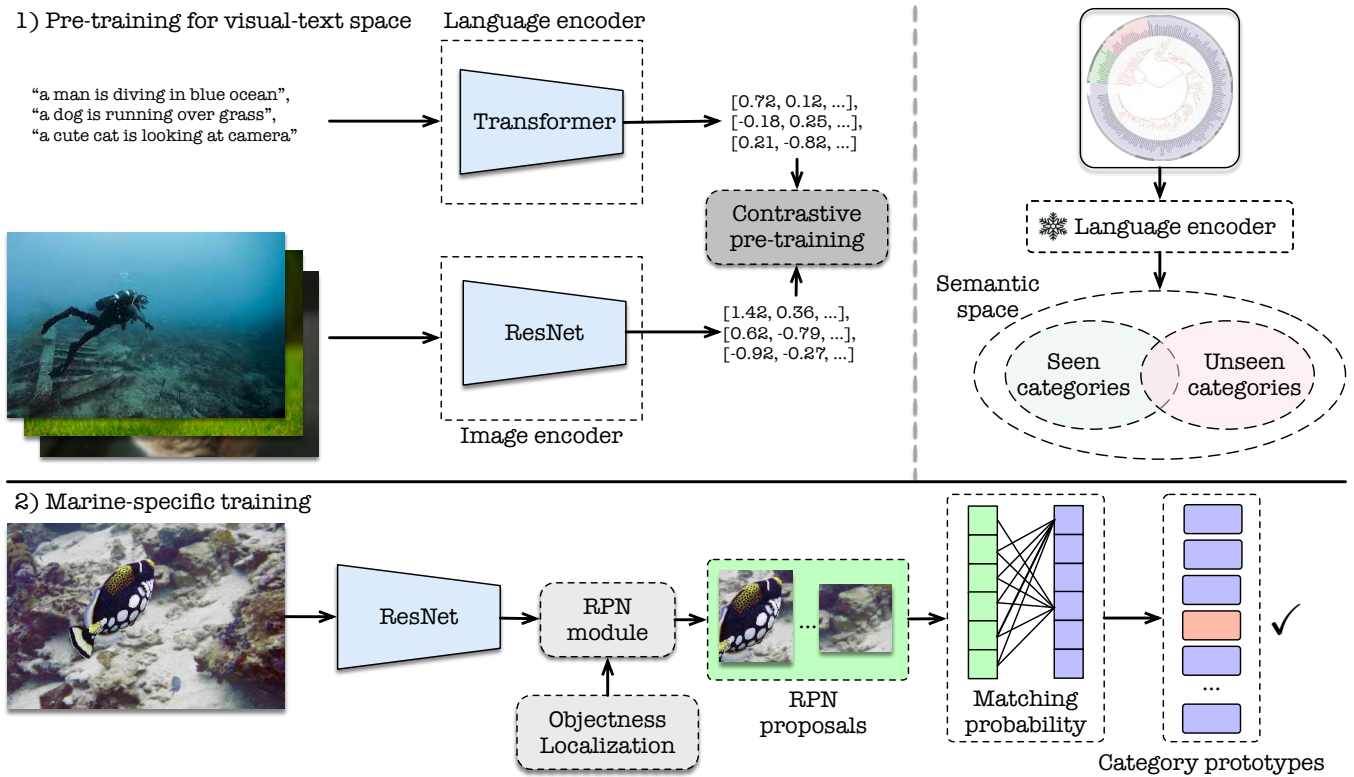 1) Pre-training for visual-text space
Language encoder
“a man is diving in blue ocean”,
“a dog is running over grass”,
“a cute cat is looking at camera”
Transformer
[0.72, 0.12, ...],
[-0.18, 0.25, ...],
[0.21, -0.82, ...]
Contrastive
pre-training
ResNet
[1.42, 0.36, ...],
[0.62, -0.79, ...],
[-0.92, -0.27, ...]
Image encoder
Language encoder
Semantic
space
Seen
categories
Unseen
categories
2) Marine-specific training
ResNet
RPN
module
Objectness
Localization
...
RPN
proposals
Matching
probability
...
Category prototypes